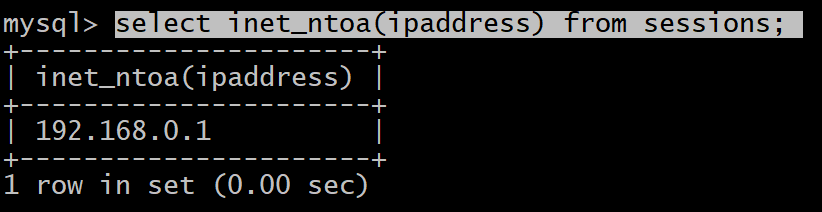 mysql> select inet_ntoa(ipaddress) from sessions;
+----------------------+
| inet_ntoa(ipaddress) |
+----------------------+
| 192.168.0.1          |
+----------------------+
1 row in set (0.00 sec)